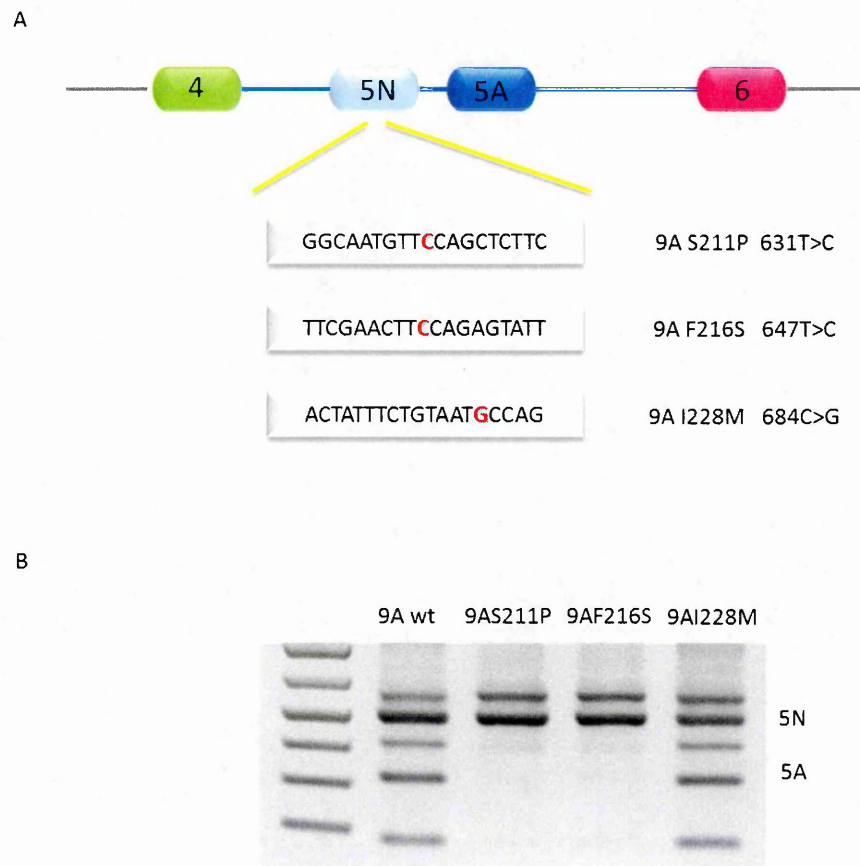 A
4 5N 5A 6
GGCAATGTTCCAGCTCTTC 9A S211P 631T>C
TTCGAACTTCCAGAGTATT 9A F216S 647T>C
ACTATTTCTGTAATGCCAG 9A I228M 684C>G
B
9A wt 9AS211P 9AF216S 9AI228M
5N
5A